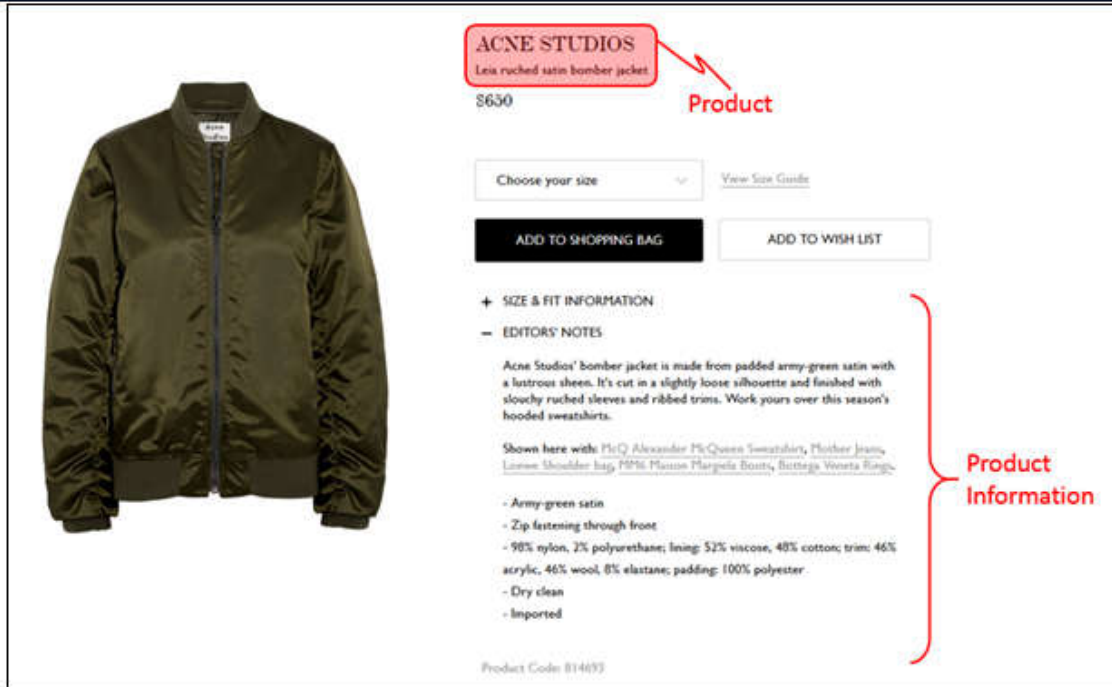 ACNE STUDIOS
Leia ruched satin bomber jacket
$650
Product
Acne
Studios
Choose your size
View Size Guide
ADD TO SHOPPING BAG
ADD TO WISH LIST
+ SIZE & FIT INFORMATION
– EDITORS' NOTES
Acne Studios' bomber jacket is made from padded army-green satin with
a lustrous sheen. It's cut in a slightly loose silhouette and finished with
slouchy ruched sleeves and ribbed trims. Work yours over this season's
hooded sweatshirts.
Shown here with: McQ Alexander McQueen Sweatshirt, Mother Jeans,
Loewe Shoulder bag, MM6 Maison Margiela Boots, Bottega Veneta Rings.
Product
Information
- Army-green satin
- Zip fastening through front
- 98% nylon, 2% polyurethane; lining: 52% viscose, 48% cotton; trim: 46%
acrylic, 46% wool, 8% elastane; padding: 100% polyester
- Dry clean
- Imported
Product Code: 814693